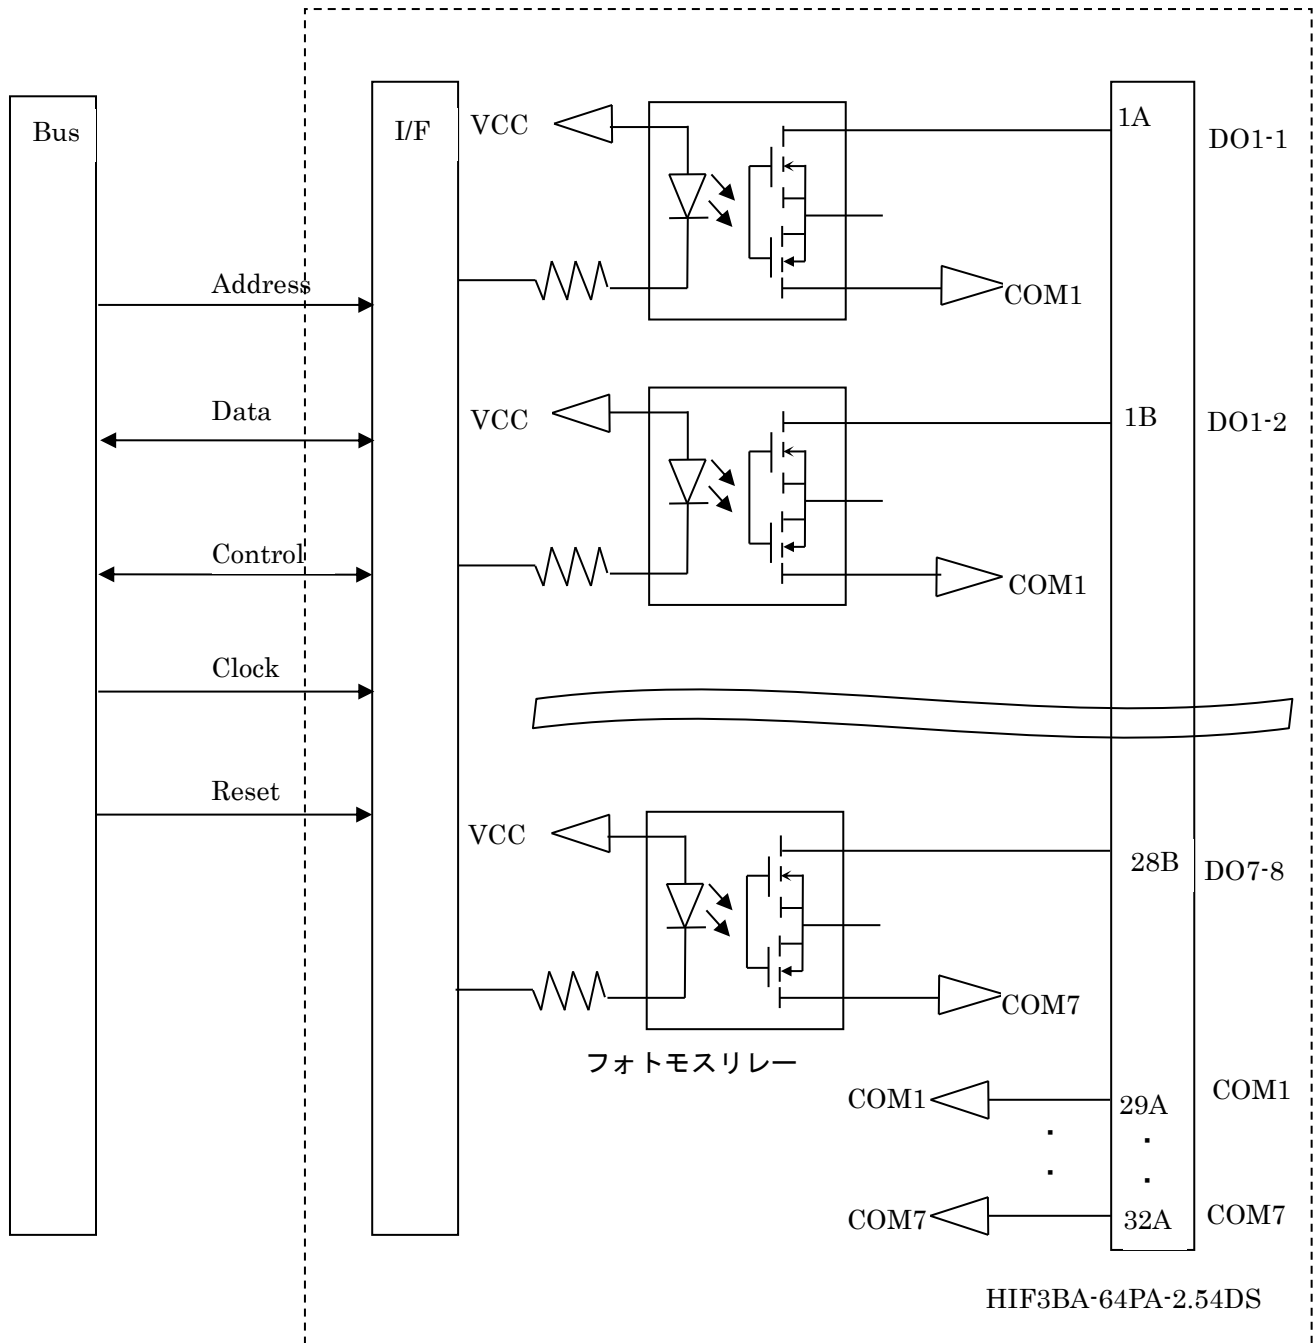 Bus
I/F
VCC
1A
DO1-1
Address
COM1
Data
VCC
1B
DO1-2
Control
COM1
Clock
Reset
VCC
28B
DO7-8
COM7
フォトモスリレー
COM1
29A
COM1
COM7
32A
COM7
HIF3BA-64PA-2.54DS